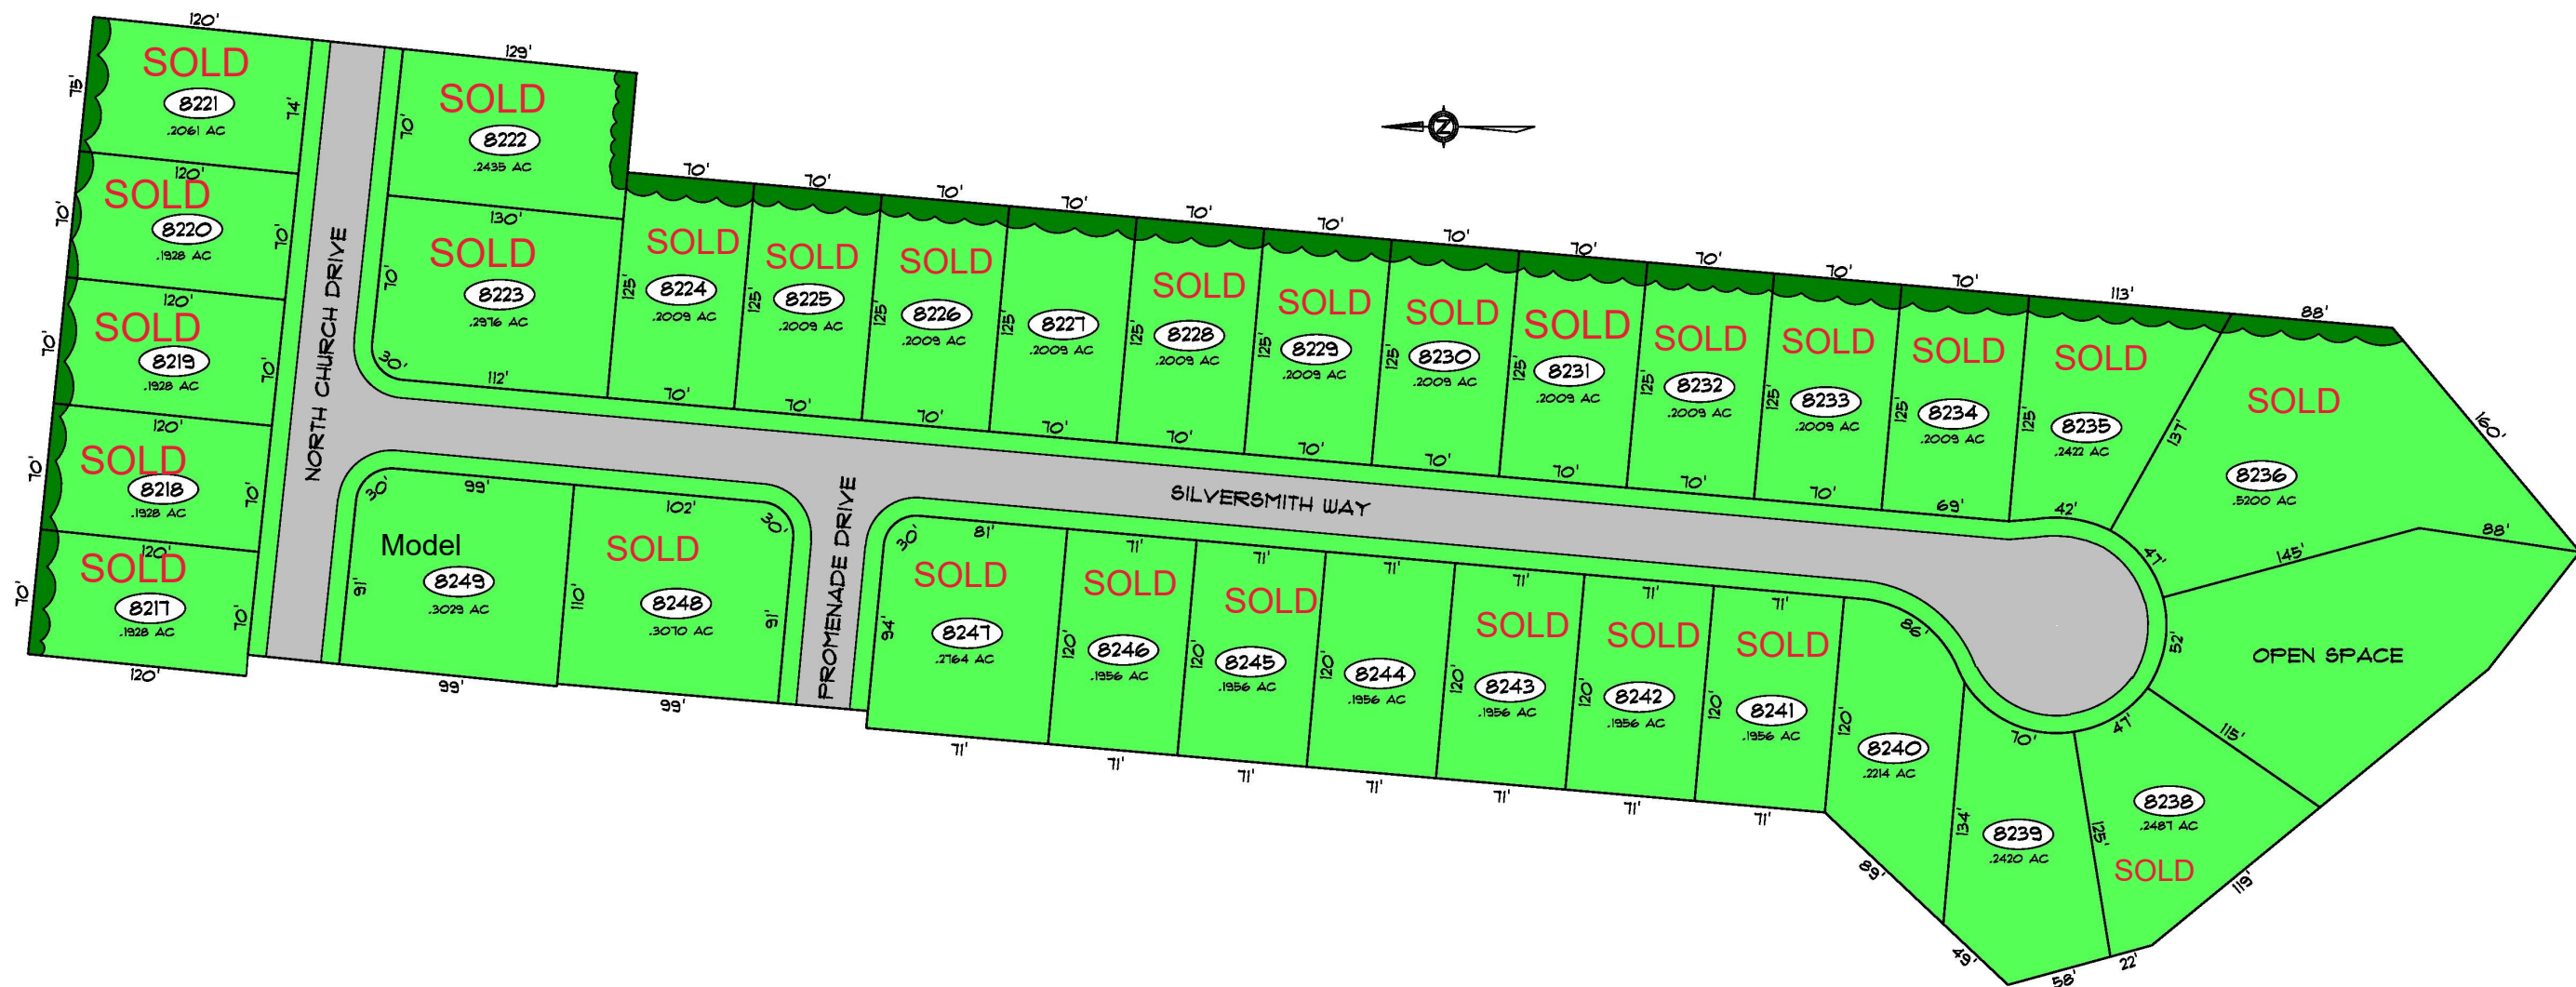 120'
75'
SOLD
8221
.2061 AC
74'
120'
70'
SOLD
8220
.1928 AC
70'
120'
70'
SOLD
8219
.1928 AC
70'
120'
70'
SOLD
8218
.1928 AC
70'
120'
70'
SOLD
8217
.1928 AC
70'
120'
NORTH CHURCH DRIVE
129'
70'
SOLD
8222
.2435 AC
130'
70'
SOLD
8223
.2976 AC
30'
112'
N
70'
SOLD
8224
.2009 AC
125'
70'
70'
SOLD
8225
.2009 AC
125'
70'
70'
SOLD
8226
.2009 AC
125'
70'
70'
8227
.2009 AC
125'
70'
70'
SOLD
8228
.2009 AC
125'
70'
70'
SOLD
8229
.2009 AC
125'
70'
70'
SOLD
8230
.2009 AC
125'
70'
70'
SOLD
8231
.2009 AC
125'
70'
70'
SOLD
8232
.2009 AC
125'
70'
70'
SOLD
8233
.2009 AC
125'
70'
70'
SOLD
8234
.2009 AC
125'
69'
113'
SOLD
8235
.2422 AC
125'
42'
137'
88'
SOLD
8236
.5200 AC
160'
47'
145'
88'
OPEN SPACE
52'
115'
SILVERSMITH WAY
PROMENADE DRIVE
30'
99'
Model
8249
.3029 AC
91'
99'
102'
30'
SOLD
8248
.3070 AC
110'
91'
99'
30'
81'
SOLD
8247
.2764 AC
94'
71'
71'
SOLD
8246
.1956 AC
120'
71'
71'
SOLD
8245
.1956 AC
120'
71'
71'
8244
.1956 AC
120'
71'
71'
SOLD
8243
.1956 AC
120'
71'
71'
SOLD
8242
.1956 AC
120'
71'
71'
SOLD
8241
.1956 AC
120'
71'
86'
8240
.2214 AC
120'
89'
70'
8239
.2420 AC
134'
49'
58'
47'
8238
.2487 AC
SOLD
125'
119'
22'